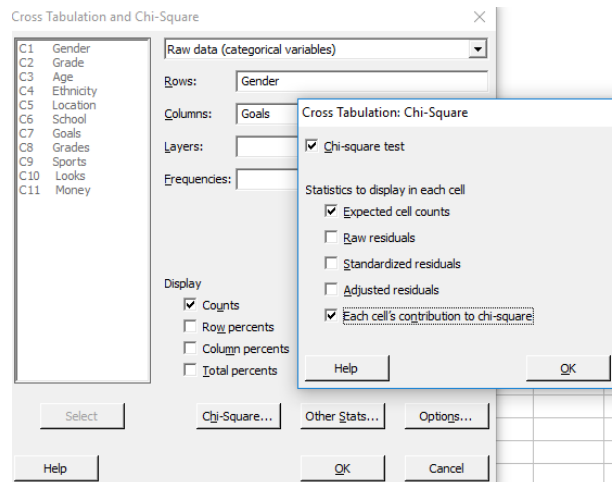 Cross Tabulation and Chi-Square
C1 Gender
C2 Grade
C3 Age
C4 Ethnicity
C5 Location
C6 School
C7 Goals
C8 Grades
C9 Sports
C10 Looks
C11 Money
Raw data (categorical variables)
Rows: Gender
Columns: Goals
Layers:
Frequencies:
Display
Counts
Row percents
Column percents
Total percents
Select
Chi-Square...
Other Stats...
Options...
Help
OK
Cancel
Cross Tabulation: Chi-Square
Chi-square test
Statistics to display in each cell
Expected cell counts
Raw residuals
Standardized residuals
Adjusted residuals
Each cell's contribution to chi-square
Help
OK